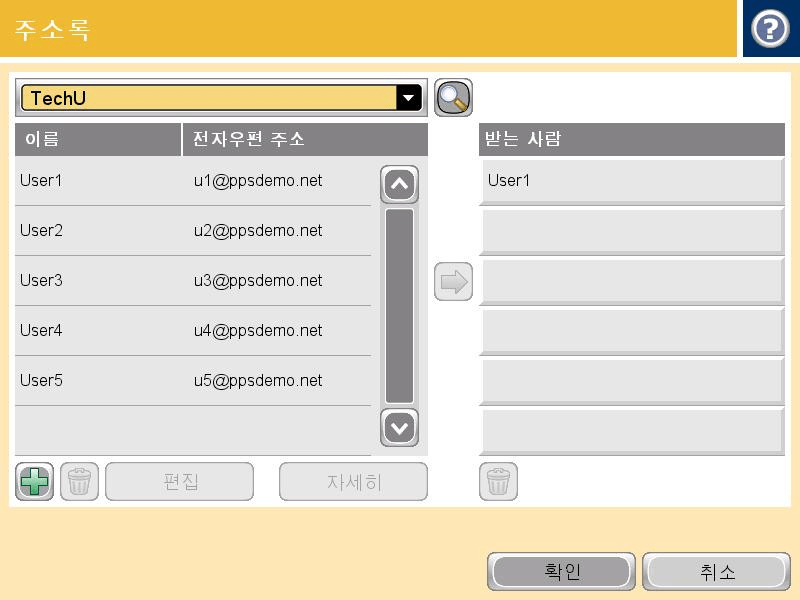 주소록
?
TechU
이름 전자우편 주소 받는 사람
User1 u1@ppsdemo.net User1
User2 u2@ppsdemo.net
User3 u3@ppsdemo.net
User4 u4@ppsdemo.net
User5 u5@ppsdemo.net
편집 자세히
확인 취소